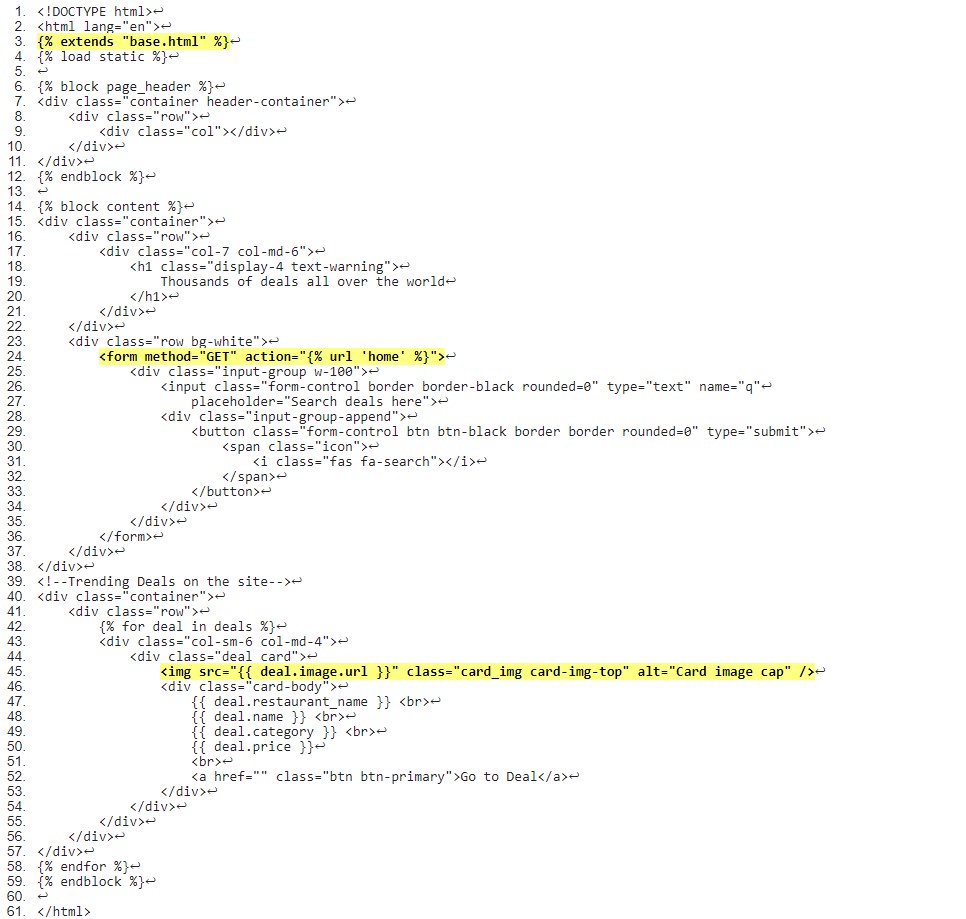 1. <!DOCTYPE html>↩
2. <html lang="en">↩
3. {% extends "base.html" %}↩
4. {% load static %}↩
5. ↩
6. {% block page_header %}↩
7. <div class="container header-container">↩
8.     <div class="row">↩
9.         <div class="col"></div>↩
10.     </div>↩
11. </div>↩
12. {% endblock %}↩
13. ↩
14. {% block content %}↩
15. <div class="container">↩
16.     <div class="row">↩
17.         <div class="col-7 col-md-6">↩
18.             <h1 class="display-4 text-warning">↩
19.                 Thousands of deals all over the world↩
20.             </h1>↩
21.         </div>↩
22.     </div>↩
23.     <div class="row bg-white">↩
24.         <form method="GET" action="{% url 'home' %}">↩
25.             <div class="input-group w-100">↩
26.                 <input class="form-control border border-black rounded=0" type="text" name="q"↩
27.                     placeholder="Search deals here">↩
28.                 <div class="input-group-append">↩
29.                     <button class="form-control btn btn-black border border rounded=0" type="submit">↩
30.                         <span class="icon">↩
31.                             <i class="fas fa-search"></i>↩
32.                         </span>↩
33.                     </button>↩
34.                 </div>↩
35.             </div>↩
36.         </form>↩
37.     </div>↩
38. </div>↩
39. <!--Trending Deals on the site-->↩
40. <div class="container">↩
41.     <div class="row">↩
42.         {% for deal in deals %}↩
43.         <div class="col-sm-6 col-md-4">↩
44.             <div class="deal card">↩
45.                 <img src="{{ deal.image.url }}" class="card_img card-img-top" alt="Card image cap" />↩
46.                 <div class="card-body">↩
47.                     {{ deal.restaurant_name }} <br>↩
48.                     {{ deal.name }} <br>↩
49.                     {{ deal.category }} <br>↩
50.                     {{ deal.price }}↩
51.                     <br>↩
52.                     <a href="" class="btn btn-primary">Go to Deal</a>↩
53.                 </div>↩
54.             </div>↩
55.         </div>↩
56.     </div>↩
57. </div>↩
58. {% endfor %}↩
59. {% endblock %}↩
60. ↩
61. </html>